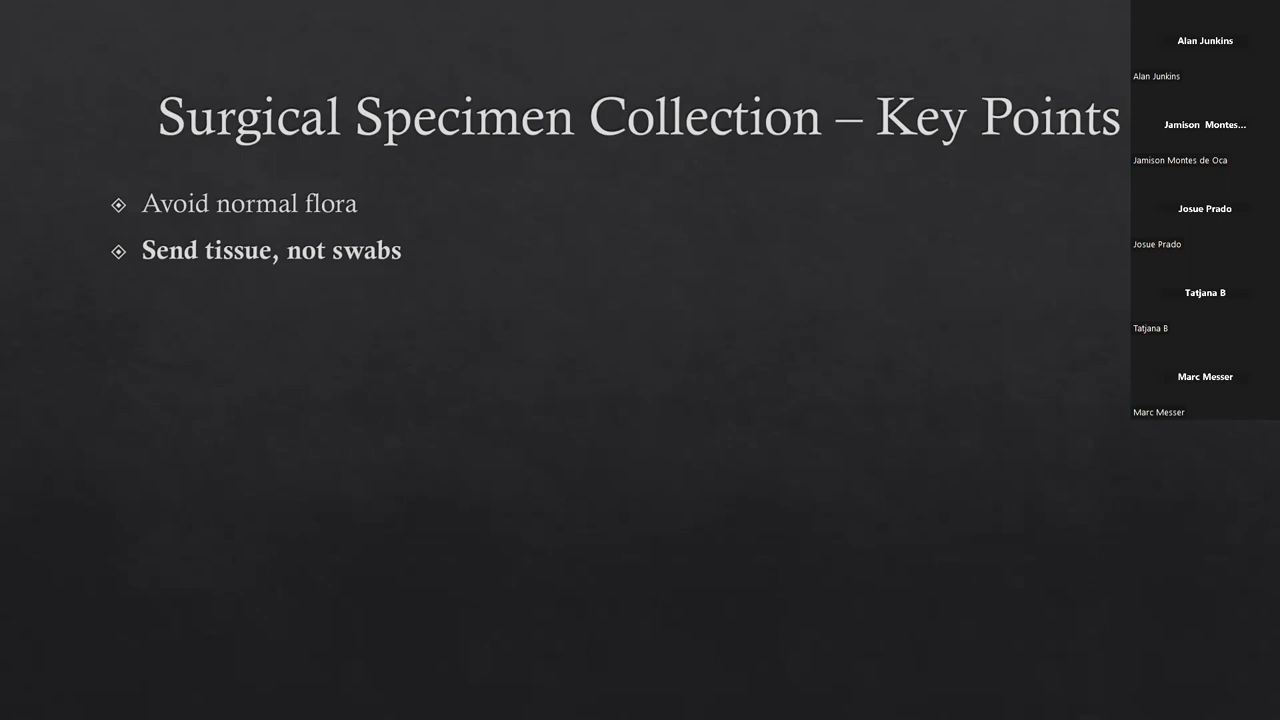 Surgical Specimen Collection – Key Points
Avoid normal flora
Send tissue, not swabs
Alan Junkins
Alan Junkins
Jamison Montes...
Jamison Montes de Oca
Josue Prado
Josue Prado
Tatjana B
Tatjana B
Marc Messer
Marc Messer